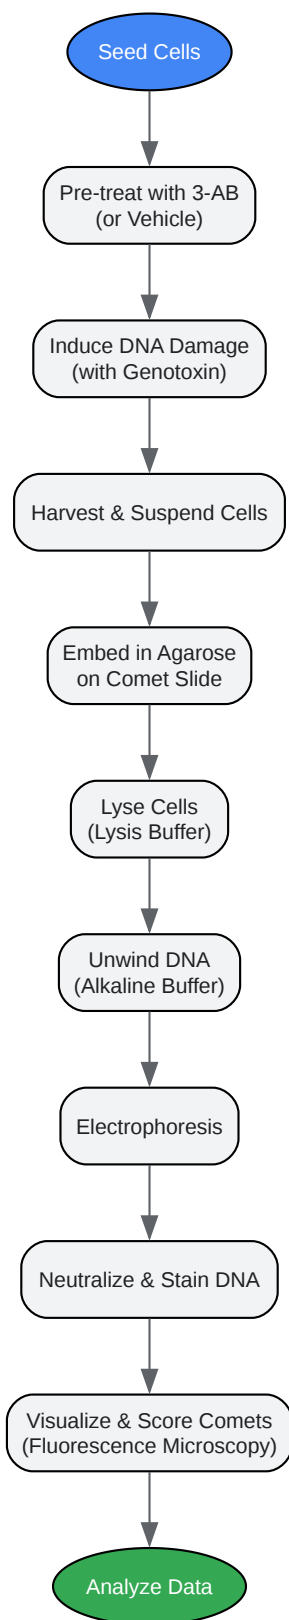 Seed Cells
Pre-treat with 3-AB
(or Vehicle)
Induce DNA Damage
(with Genotoxin)
Harvest & Suspend Cells
Embed in Agarose
on Comet Slide
Lyse Cells
(Lysis Buffer)
Unwind DNA
(Alkaline Buffer)
Electrophoresis
Neutralize & Stain DNA
Visualize & Score Comets
(Fluorescence Microscopy)
Analyze Data